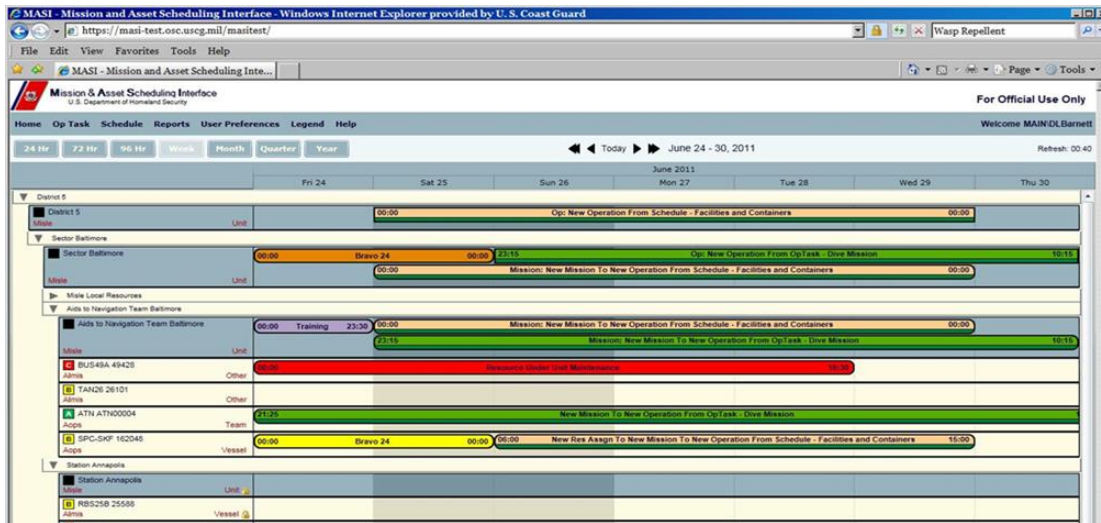 MASI - Mission and Asset Scheduling Interface - Windows Internet Explorer provided by U. S. Coast Guard
https://masi-test.osc.uscg.mil/masitest/
Wasp Repellent
File Edit View Favorites Tools Help
MASI - Mission and Asset Scheduling Inte...
Page Tools
Mission & Asset Scheduling Interface
U.S. Department of Homeland Security
For Official Use Only
Home Op Task Schedule Reports User Preferences Legend Help
Welcome MAIN\DLBarnett
24 Hr 72 Hr 96 Hr Week Month Quarter Year
Today
June 24 - 30, 2011
Refresh: 00:40
June 2011
Fri 24 Sat 25 Sun 26 Mon 27 Tue 28 Wed 29 Thu 30
District 5
District 5
00:00 Op: New Operation From Schedule - Facilities and Containers 00:00
Misle Unit
Sector Baltimore
Sector Baltimore
00:00 Bravo 24 00:00 23:15 Op: New Operation From OpTask - Dive Mission 10:15
00:00 Mission: New Mission To New Operation From Schedule - Facilities and Containers 00:00
Misle Unit
Misle Local Resources
Aids to Navigation Team Baltimore
Aids to Navigation Team Baltimore
00:00 Training 23:30 00:00 Mission: New Mission To New Operation From Schedule - Facilities and Containers 00:00
23:15 Mission: New Mission To New Operation From OpTask - Dive Mission 10:15
Misle Unit
C BUS49A 49428
00:00 Resource Under Unit Maintenance 18:30
Almis Other
B TAN26 26101
Almis Other
A ATN ATN00004
21:25 New Mission To New Operation From OpTask - Dive Mission 1
Aops Team
B SPC-SKF 162048
00:00 Bravo 24 00:00 06:00 New Res Assgn To New Mission To New Operation From Schedule - Facilities and Containers 15:00
Aops Vessel
Station Annapolis
Station Annapolis
Misle Unit
B RBS25B 25588
Almis Vessel